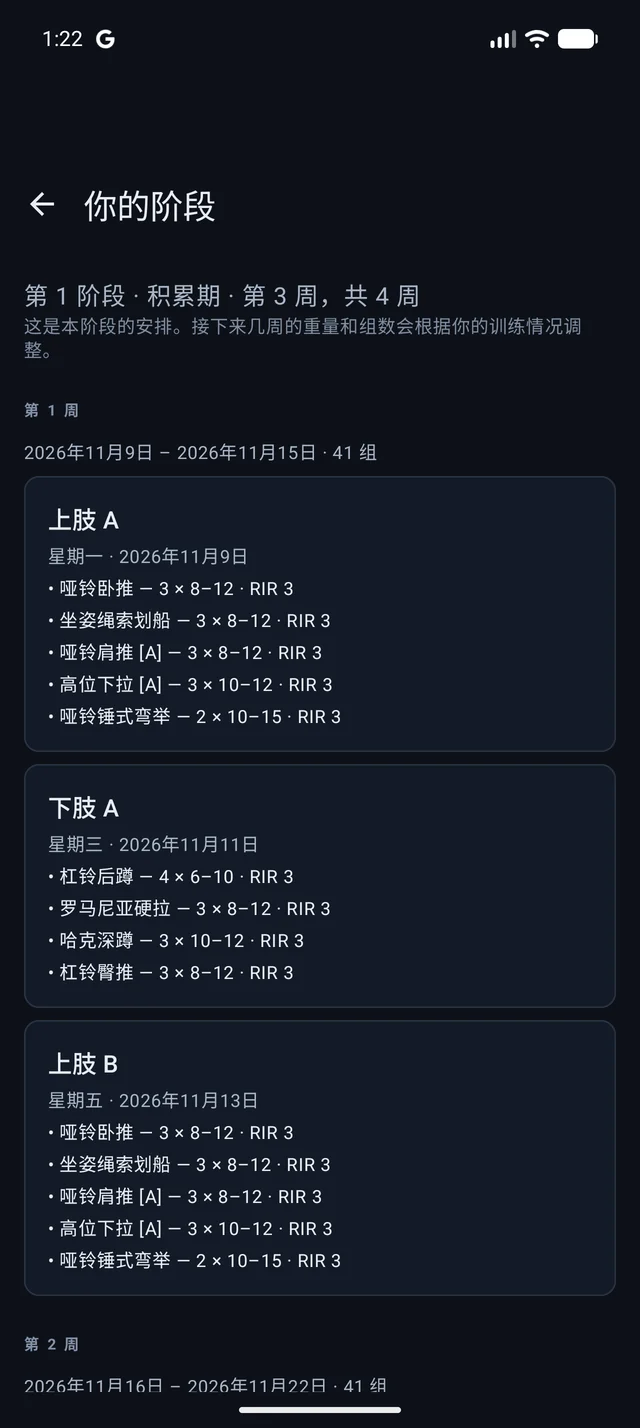 1:22 G
你的阶段
第 1 阶段 · 积累期 · 第 3 周，共 4 周
这是本阶段的安排。接下来几周的重量和组数会根据你的训练情况调
整。
第 1 周
2026年11月9日 – 2026年11月15日 · 41 组
上肢 A
星期一 · 2026年11月9日
• 哑铃卧推 — 3 × 8–12 · RIR 3
• 坐姿绳索划船 — 3 × 8–12 · RIR 3
• 哑铃肩推 [A] — 3 × 8–12 · RIR 3
• 高位下拉 [A] — 3 × 10–12 · RIR 3
• 哑铃锤式弯举 — 2 × 10–15 · RIR 3
下肢 A
星期三 · 2026年11月11日
• 杠铃后蹲 — 4 × 6–10 · RIR 3
• 罗马尼亚硬拉 — 3 × 8–12 · RIR 3
• 哈克深蹲 — 3 × 10–12 · RIR 3
• 杠铃臀推 — 3 × 8–12 · RIR 3
上肢 B
星期五 · 2026年11月13日
• 哑铃卧推 — 3 × 8–12 · RIR 3
• 坐姿绳索划船 — 3 × 8–12 · RIR 3
• 哑铃肩推 [A] — 3 × 8–12 · RIR 3
• 高位下拉 [A] — 3 × 10–12 · RIR 3
• 哑铃锤式弯举 — 2 × 10–15 · RIR 3
第 2 周
2026年11月16日 – 2026年11月22日 · 41 组